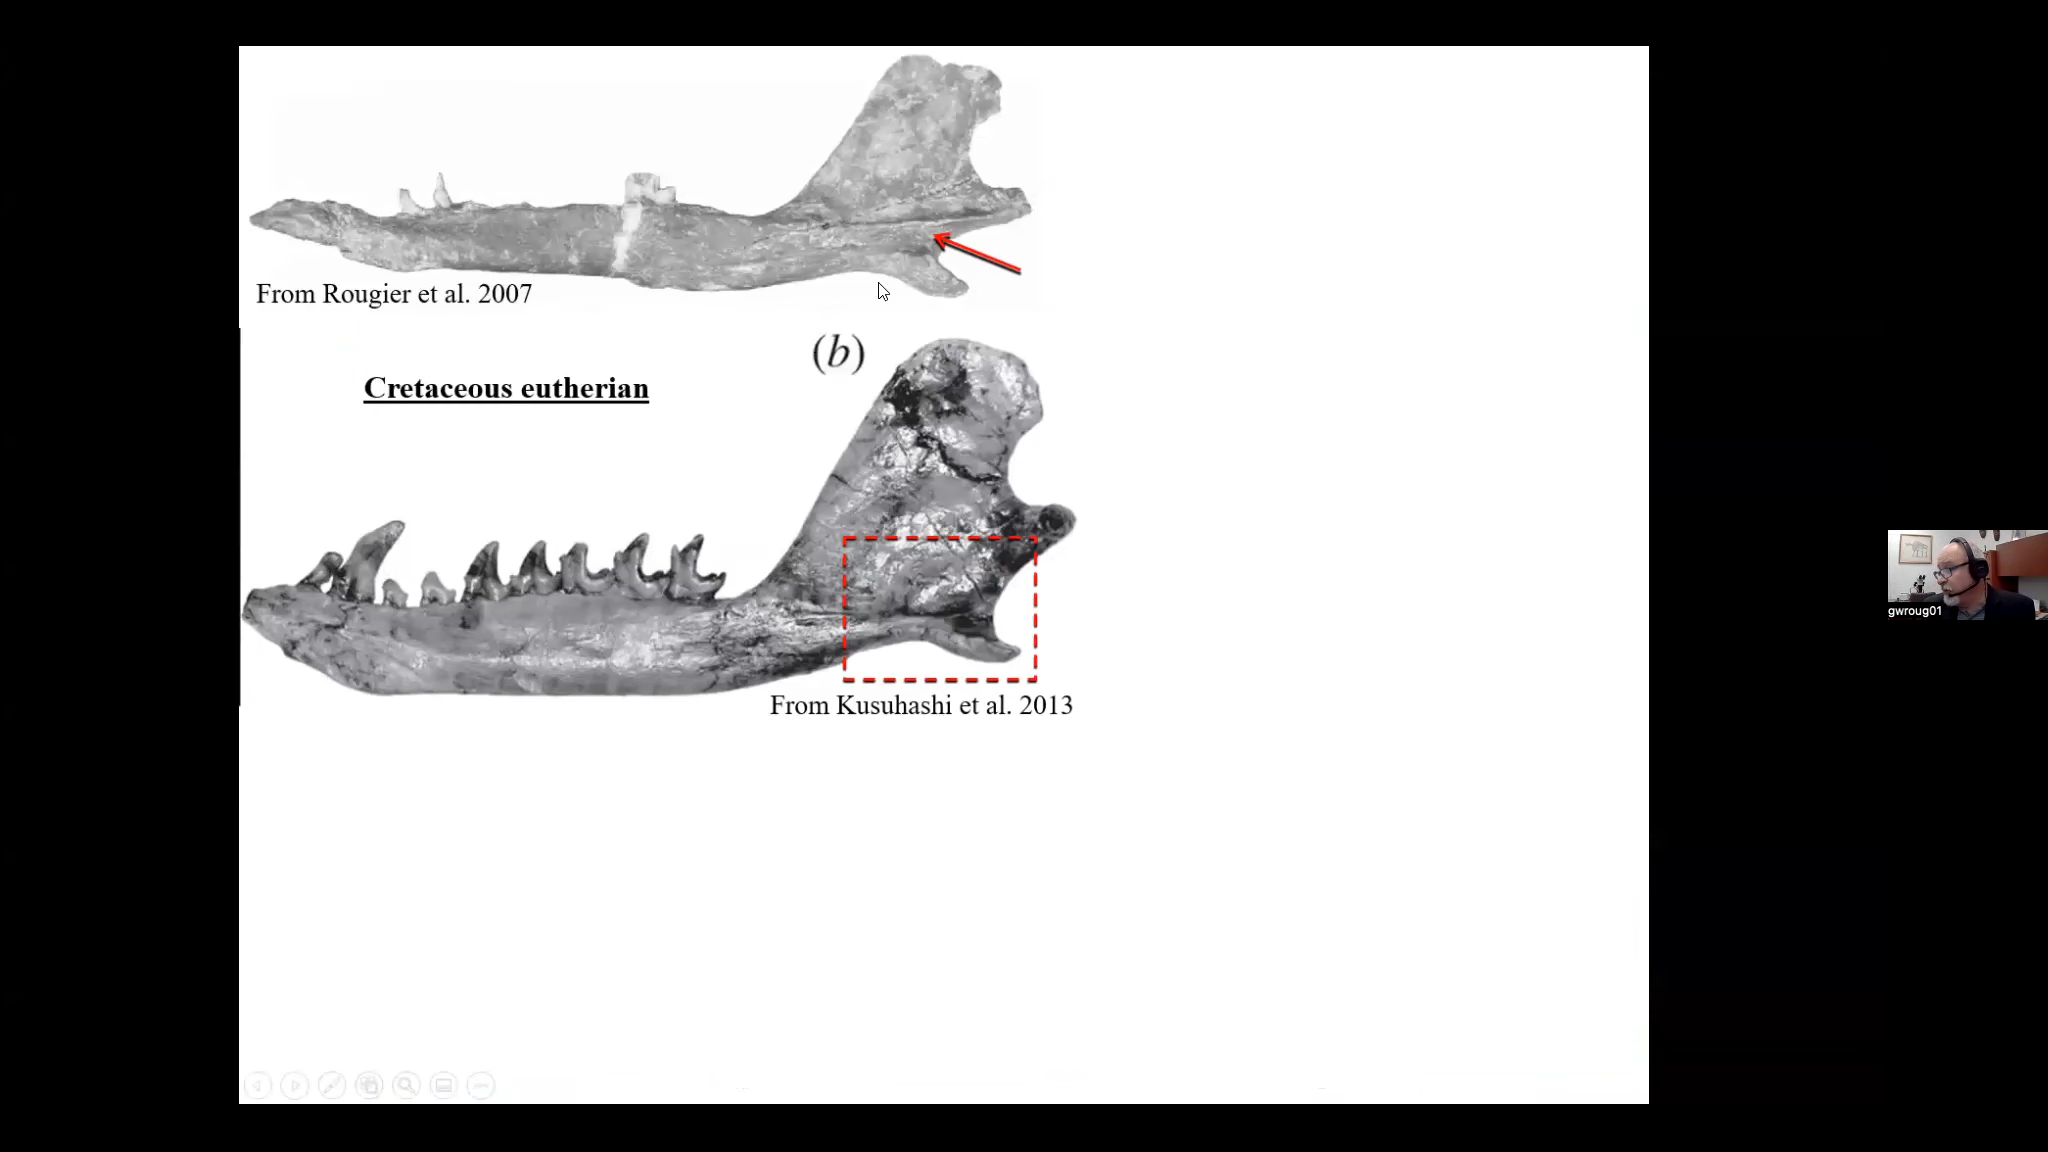 From Rougier et al. 2007
(b)
Cretaceous eutherian
From Kusuhashi et al. 2013
gwroug01